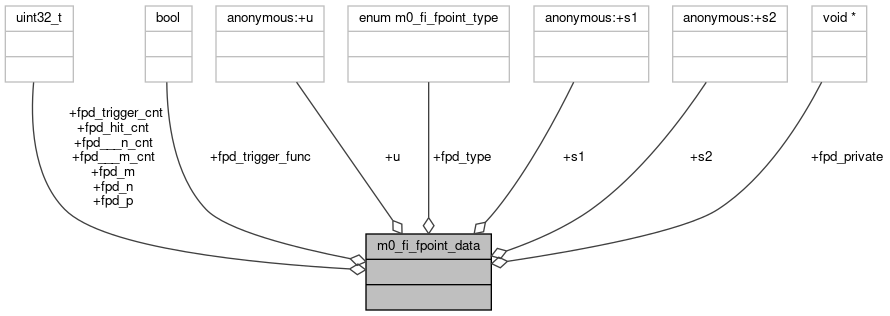 uint32_t
bool
anonymous:+u
enum m0_fi_fpoint_type
anonymous:+s1
anonymous:+s2
void *
+fpd_trigger_cnt
+fpd_hit_cnt
+fpd___n_cnt
+fpd___m_cnt
+fpd_m
+fpd_n
+fpd_p
+fpd_trigger_func
+u
+fpd_type
+s1
+s2
+fpd_private
m0_fi_fpoint_data